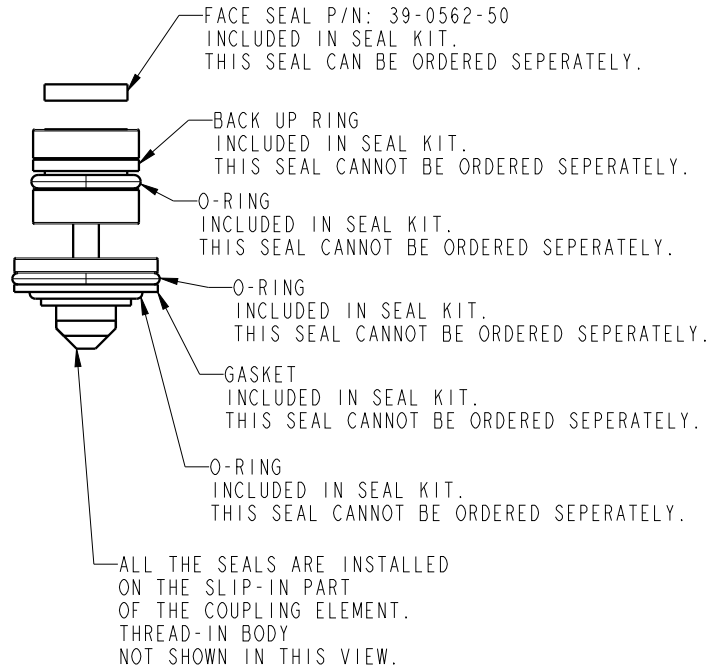 FACE SEAL P/N: 39-0562-50
INCLUDED IN SEAL KIT.
THIS SEAL CAN BE ORDERED SEPERATELY.
BACK UP RING
INCLUDED IN SEAL KIT.
THIS SEAL CANNOT BE ORDERED SEPERATELY.
O-RING
INCLUDED IN SEAL KIT.
THIS SEAL CANNOT BE ORDERED SEPERATELY.
O-RING
INCLUDED IN SEAL KIT.
THIS SEAL CANNOT BE ORDERED SEPERATELY.
GASKET
INCLUDED IN SEAL KIT.
THIS SEAL CANNOT BE ORDERED SEPERATELY.
O-RING
INCLUDED IN SEAL KIT.
THIS SEAL CANNOT BE ORDERED SEPERATELY.
ALL THE SEALS ARE INSTALLED
ON THE SLIP-IN PART
OF THE COUPLING ELEMENT.
THREAD-IN BODY
NOT SHOWN IN THIS VIEW.